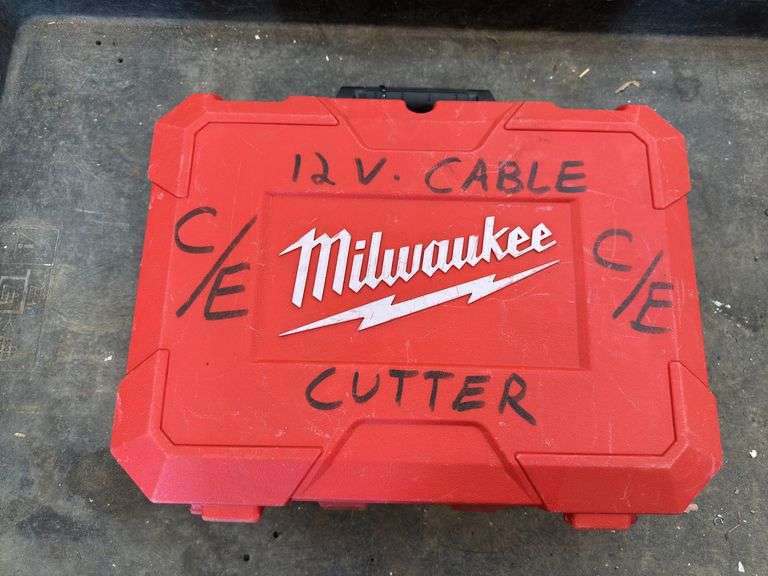 12 V. CABLE
C/E
Milwaukee
C/E
CUTTER